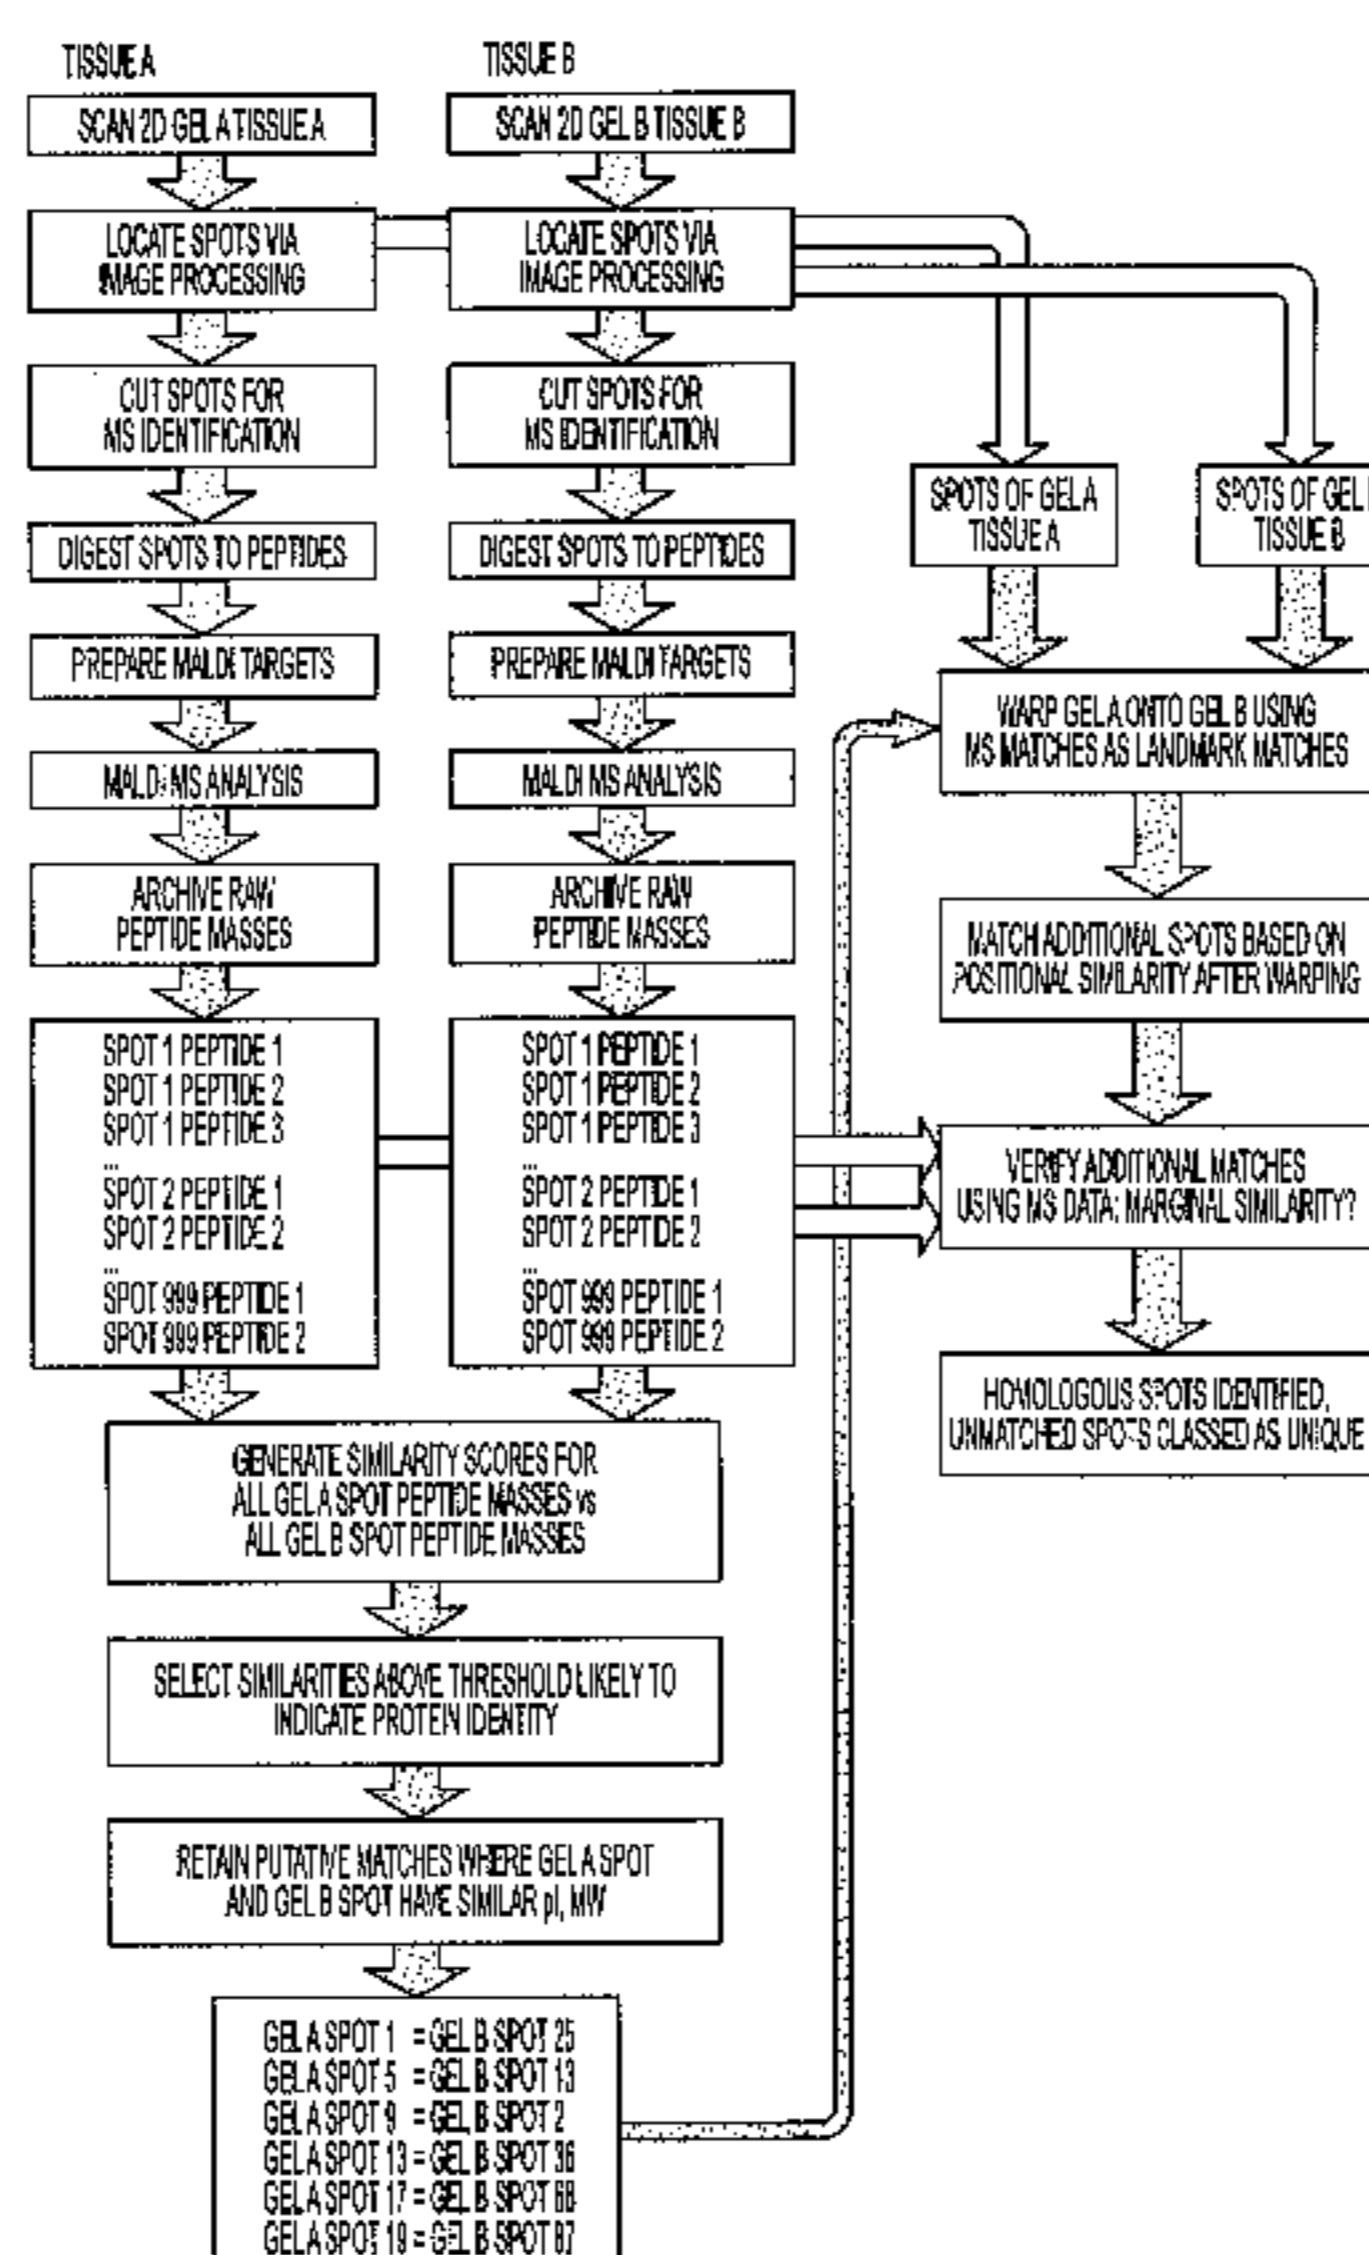 TISSUE A
SCAN 2D GEL A TISSUE A
LOCATE SPOTS VIA
IMAGE PROCESSING
CUT SPOTS FOR
MS IDENTIFICATION
DIGEST SPOTS TO PEPTIDES
PREPARE MALDI TARGETS
MALDI MS ANALYSIS
ARCHIVE RAW
PEPTIDE MASSES
SPOT 1 PEPTIDE 1
SPOT 1 PEPTIDE 2
SPOT 1 PEPTIDE 3
...
SPOT 2 PEPTIDE 1
SPOT 2 PEPTIDE 2
...
SPOT 999 PEPTIDE 1
SPOT 999 PEPTIDE 2
TISSUE B
SCAN 2D GEL B TISSUE B
LOCATE SPOTS VIA
IMAGE PROCESSING
CUT SPOTS FOR
MS IDENTIFICATION
DIGEST SPOTS TO PEPTIDES
PREPARE MALDI TARGETS
MALDI MS ANALYSIS
ARCHIVE RAW
PEPTIDE MASSES
SPOT 1 PEPTIDE 1
SPOT 1 PEPTIDE 2
SPOT 1 PEPTIDE 3
...
SPOT 2 PEPTIDE 1
SPOT 2 PEPTIDE 2
...
SPOT 999 PEPTIDE 1
SPOT 999 PEPTIDE 2
GENERATE SIMILARITY SCORES FOR
ALL GEL A SPOT PEPTIDE MASSES vs
ALL GEL B SPOT PEPTIDE MASSES
SELECT SIMILARITIES ABOVE THRESHOLD LIKELY TO
INDICATE PROTEIN IDENTITY
RETAIN PUTATIVE MATCHES WHERE GEL A SPOT
AND GEL B SPOT HAVE SIMILAR pI, MW
GEL A SPOT 1 = GEL B SPOT 25
GEL A SPOT 5 = GEL B SPOT 13
GEL A SPOT 9 = GEL B SPOT 2
GEL A SPOT 13 = GEL B SPOT 36
GEL A SPOT 17 = GEL B SPOT 68
GEL A SPOT 19 = GEL B SPOT 87
SPOTS OF GEL A
TISSUE A
SPOTS OF GEL
TISSUE B
WARP GEL A ONTO GEL B USING
MS MATCHES AS LANDMARK MATCHES
MATCH ADDITIONAL SPOTS BASED ON
POSITIONAL SIMILARITY AFTER WARPING
VERIFY ADDITIONAL MATCHES
USING MS DATA: MARGINAL SIMILARITY?
HOMOLOGOUS SPOTS IDENTIFIED,
UNMATCHED SPOTS CLASSED AS UNIQUE